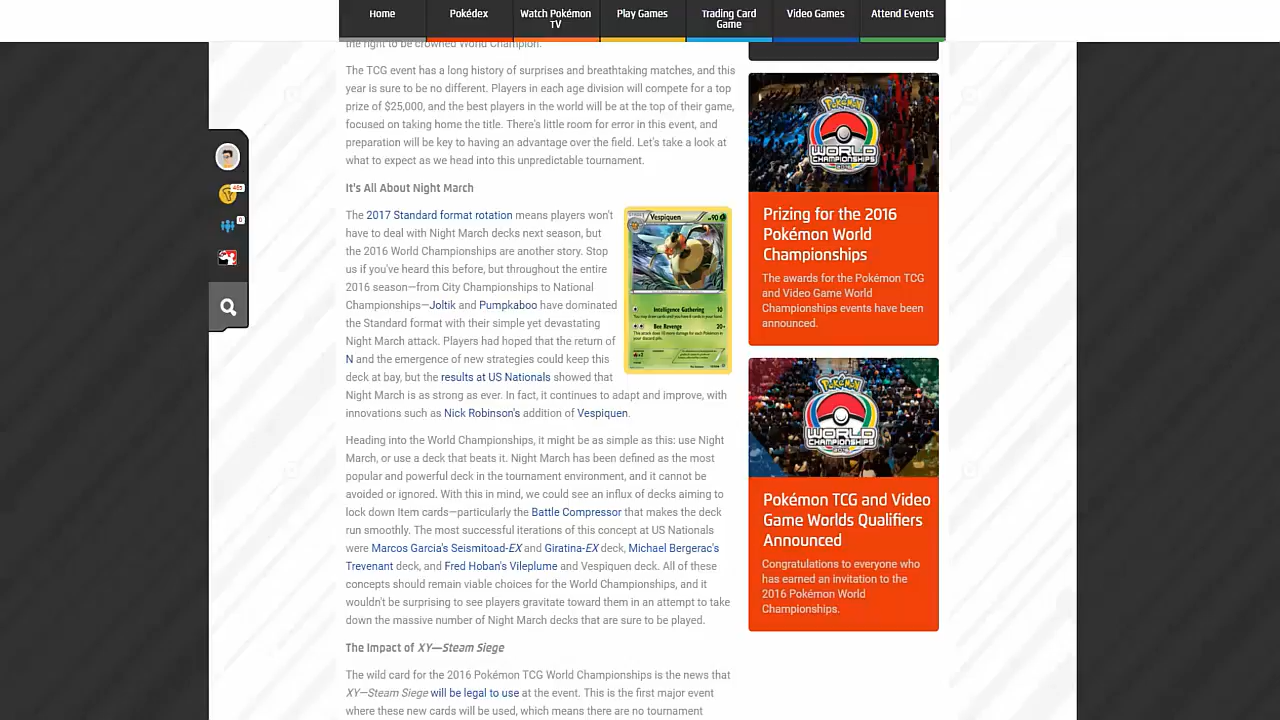 Home
Pokédex
Watch Pokémon TV
Play Games
Trading Card Game
Video Games
Attend Events
the right to be crowned World Champion.
The TCG event has a long history of surprises and breathtaking matches, and this
year is sure to be no different. Players in each age division will compete for a top
prize of $25,000, and the best players in the world will be at the top of their game,
focused on taking home the title. There's little room for error in this event, and
preparation will be key to having an advantage over the field. Let's take a look at
what to expect as we head into this unpredictable tournament.
It's All About Night March
The 2017 Standard format rotation means players won't
have to deal with Night March decks next season, but
the 2016 World Championships are another story. Stop
us if you've heard this before, but throughout the entire
2016 season—from City Championships to National
Championships—Joltik and Pumpkaboo have dominated
the Standard format with their simple yet devastating
Night March attack. Players had hoped that the return of
N and the emergence of new strategies could keep this
deck at bay, but the results at US Nationals showed that
Night March is as strong as ever. In fact, it continues to adapt and improve, with
innovations such as Nick Robinson's addition of Vespiquen.
Vespiquen
90
Intelligence Gathering 10
Bee Revenge 20+
Heading into the World Championships, it might be as simple as this: use Night
March, or use a deck that beats it. Night March has been defined as the most
popular and powerful deck in the tournament environment, and it cannot be
avoided or ignored. With this in mind, we could see an influx of decks aiming to
lock down Item cards—particularly the Battle Compressor that makes the deck
run smoothly. The most successful iterations of this concept at US Nationals
were Marcos Garcia's Seismitoad-EX and Giratina-EX deck, Michael Bergerac's
Trevenant deck, and Fred Hoban's Vileplume and Vespiquen deck. All of these
concepts should remain viable choices for the World Championships, and it
wouldn't be surprising to see players gravitate toward them in an attempt to take
down the massive number of Night March decks that are sure to be played.
The Impact of XY—Steam Siege
The wild card for the 2016 Pokémon TCG World Championships is the news that
XY—Steam Siege will be legal to use at the event. This is the first major event
where these new cards will be used, which means there are no tournament
Pokémon
WORLD
CHAMPIONSHIPS
Prizing for the 2016
Pokémon World
Championships
The awards for the Pokémon TCG
and Video Game World
Championships events have been
announced.
Pokémon
WORLD
CHAMPIONSHIPS
Pokémon TCG and Video
Game Worlds Qualifiers
Announced
Congratulations to everyone who
has earned an invitation to the
2016 Pokémon World
Championships.